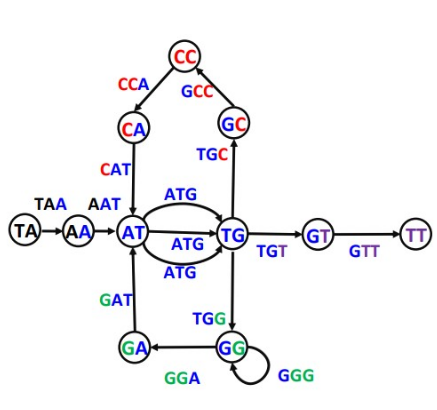 CC
CCA
GCC
CA
GC
CAT
TGC
TAA AAT ATG
TA AA AT ATG TG GT TT
TGT GTT
ATG
GAT
TGG
GA GG
GGA GGG